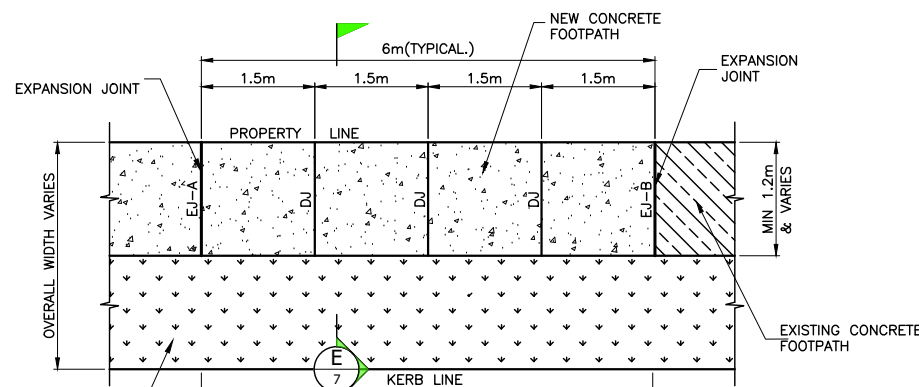 NEW CONCRETE
FOOTPATH
6m(TYPICAL.)
EXPANSION
JOINT
1.5m
1.5m
1.5m
1.5m
EXPANSION JOINT
PROPERTY LINE
OVERALL WIDTH VARIES
EJ-A
DJ
DJ
DJ
EJ-B
MIN 1.2m
& VARIES
EXISTING CONCRETE
FOOTPATH
E
7
KERB LINE